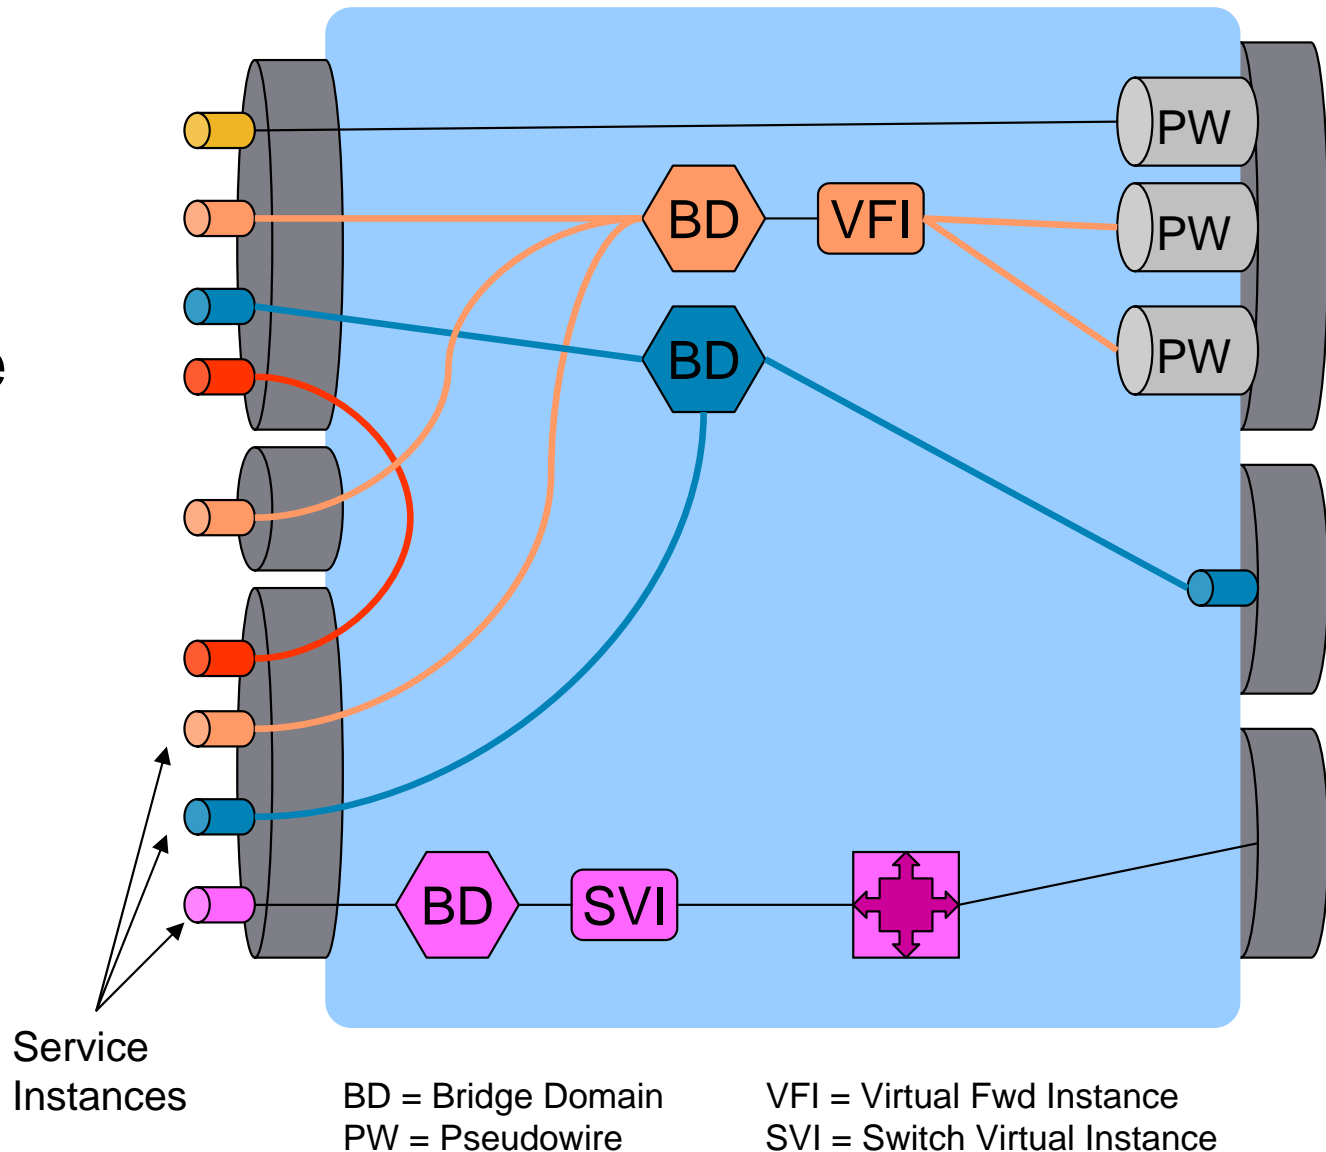 PW
BD VFI PW
BD PW
e
BD SVI
Service
Instances
BD = Bridge Domain VFI = Virtual Fwd Instance
PW = Pseudowire SVI = Switch Virtual Instance